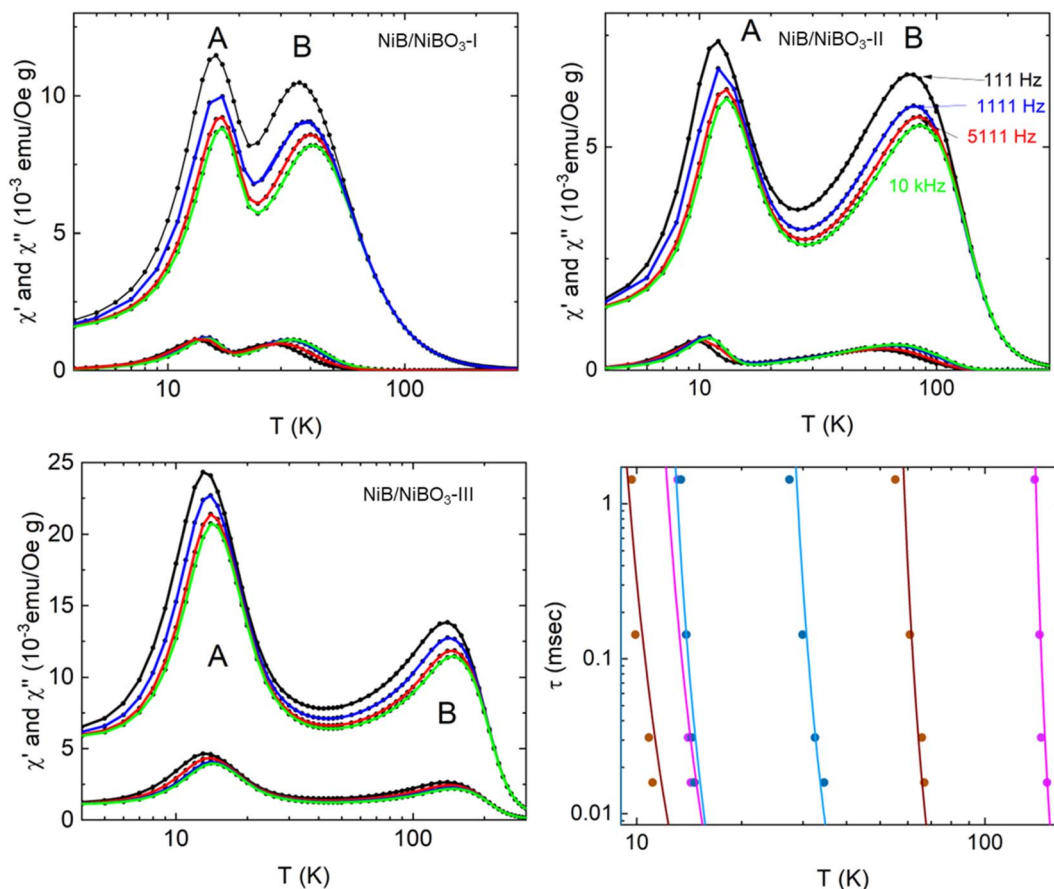 A
B
NiB/NiBO₃-I
χ' and χ'' (10⁻³ emu/Oe g)
10
5
0
10
100
T (K)
NiB/NiBO₃-II
A
B
111 Hz
1111 Hz
5111 Hz
10 kHz
χ' and χ'' (10⁻³emu/Oe g)
5
0
10
100
T (K)
NiB/NiBO₃-III
A
B
χ' and χ'' (10⁻³emu/Oe g)
25
20
15
10
5
0
10
100
T (K)
τ (msec)
1
0.1
0.01
10
100
T (K)